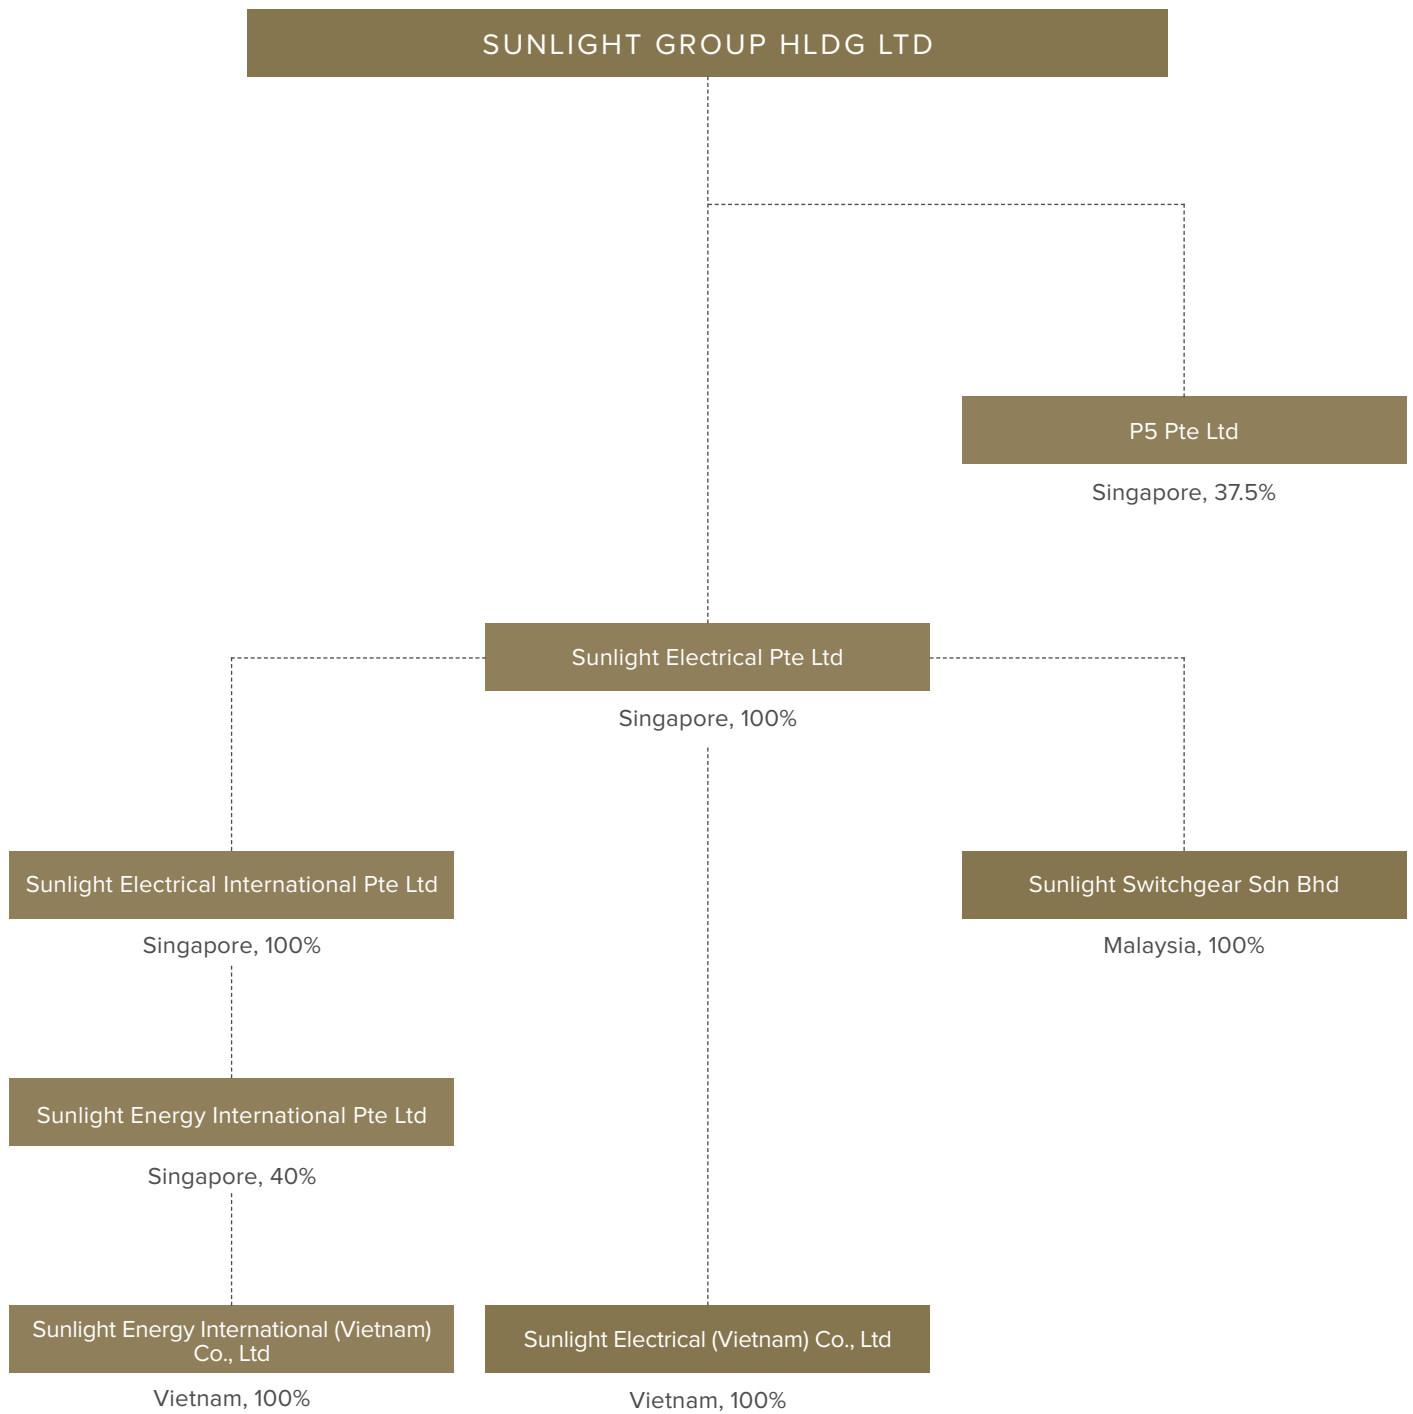 SUNLIGHT GROUP HLDG LTD
P5 Pte Ltd
Singapore, 37.5%
Sunlight Electrical Pte Ltd
Singapore, 100%
Sunlight Electrical International Pte Ltd
Singapore, 100%
Sunlight Switchgear Sdn Bhd
Malaysia, 100%
Sunlight Energy International Pte Ltd
Singapore, 40%
Sunlight Energy International (Vietnam)
Co., Ltd
Vietnam, 100%
Sunlight Electrical (Vietnam) Co., Ltd
Vietnam, 100%